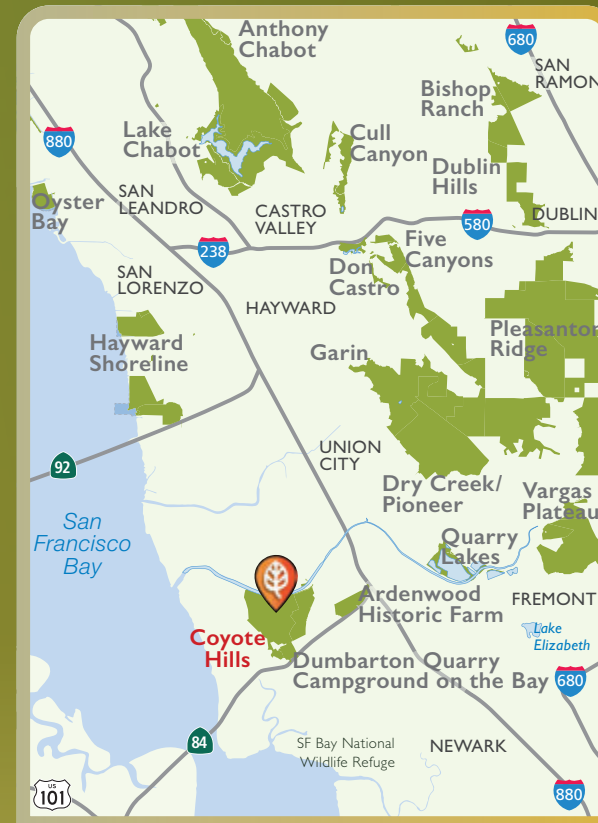 Anthony
Chabot
680
SAN
RAMON
Bishop
Ranch
880
Lake
Chabot
Cull
Canyon
Dublin
Hills
Oyster
Bay
SAN
LEANDRO
CASTRO
VALLEY
580
DUBLIN
238
Five
Canyons
Don
Castro
SAN
LORENZO
HAYWARD
Pleasanton
Ridge
Hayward
Shoreline
Garin
UNION
CITY
92
Dry Creek/
Pioneer
Vargas
Plateau
San
Francisco
Bay
Quarry
Lakes
Ardenwood
Historic Farm
FREMONT
Lake
Elizabeth
Coyote
Hills
Dumbarton Quarry
Campground on the Bay
680
84
SF Bay National
Wildlife Refuge
NEWARK
US
101
880